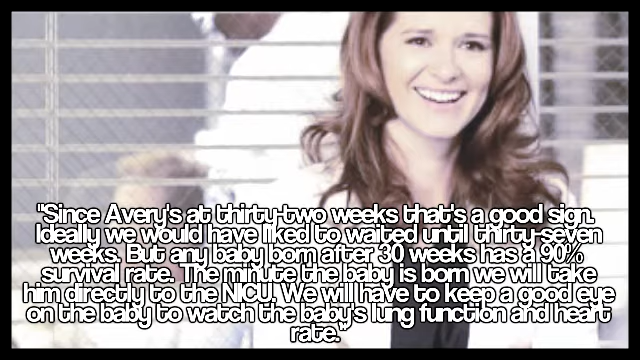 "Since Avery's at thirty-two weeks that's a good sign.
Ideally we would have liked to waited until thirty-seven
weeks. But any baby born after 30 weeks has a 90%
survival rate. The minute the baby is born we will take
him directly to the NICU. We will have to keep a good eye
on the baby to watch the baby's lung function and heart
rate."